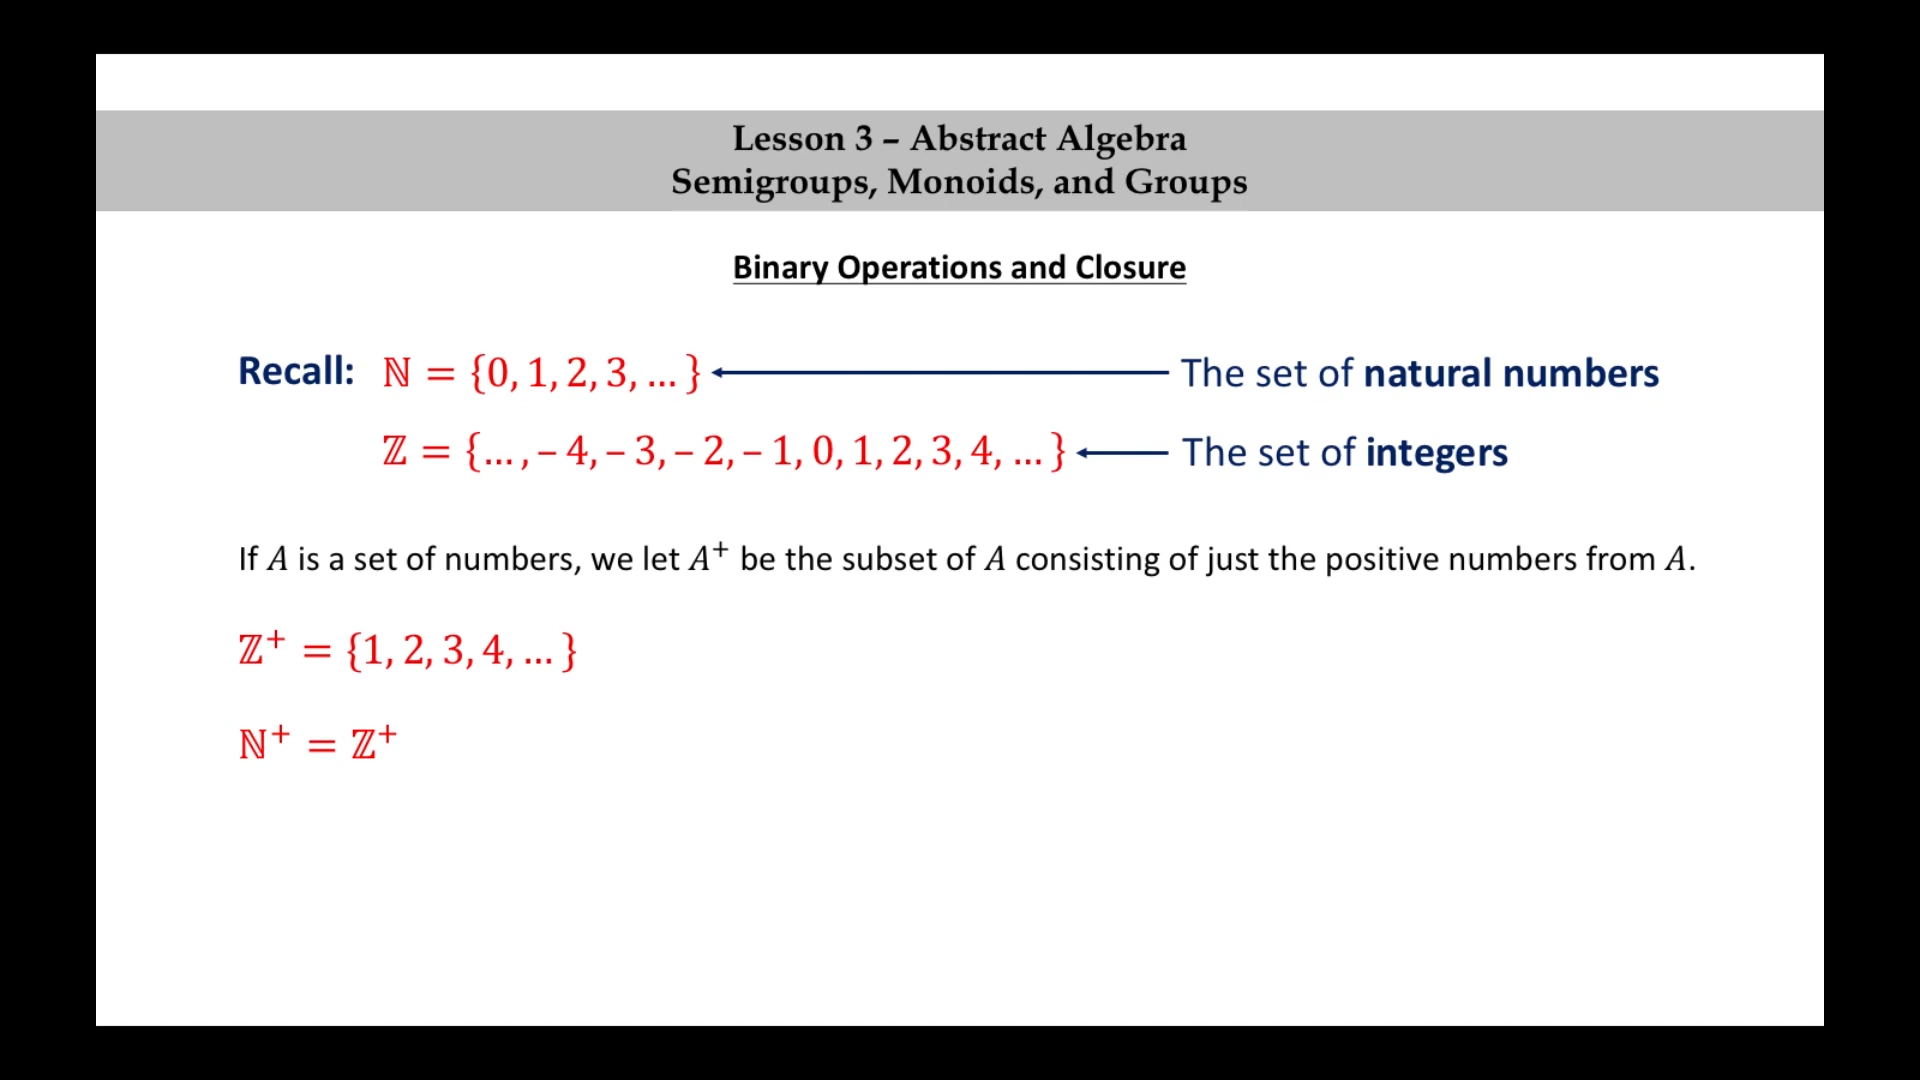 Lesson 3 – Abstract Algebra
Semigroups, Monoids, and Groups
Binary Operations and Closure
Recall: ℕ = {0, 1, 2, 3, … } The set of natural numbers
ℤ = {… , – 4, – 3, – 2, – 1, 0, 1, 2, 3, 4, … } The set of integers
If A is a set of numbers, we let A⁺ be the subset of A consisting of just the positive numbers from A.
ℤ⁺ = {1, 2, 3, 4, … }
ℕ⁺ = ℤ⁺